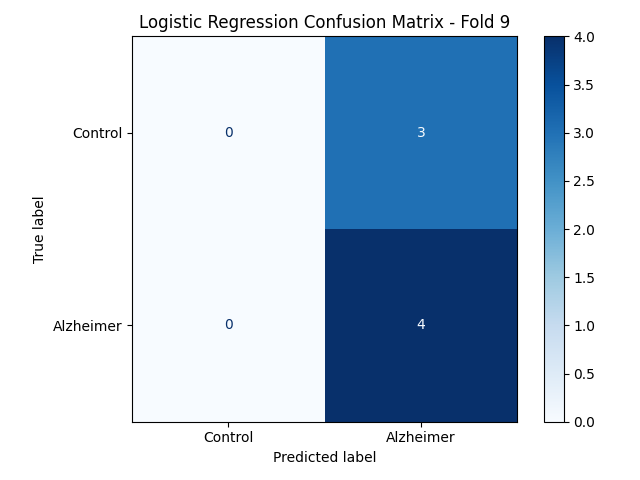 Logistic Regression Confusion Matrix - Fold 9
True label
Control
Alzheimer
0
3
0
4
Control
Alzheimer
Predicted label
4.0
3.5
3.0
2.5
2.0
1.5
1.0
0.5
0.0